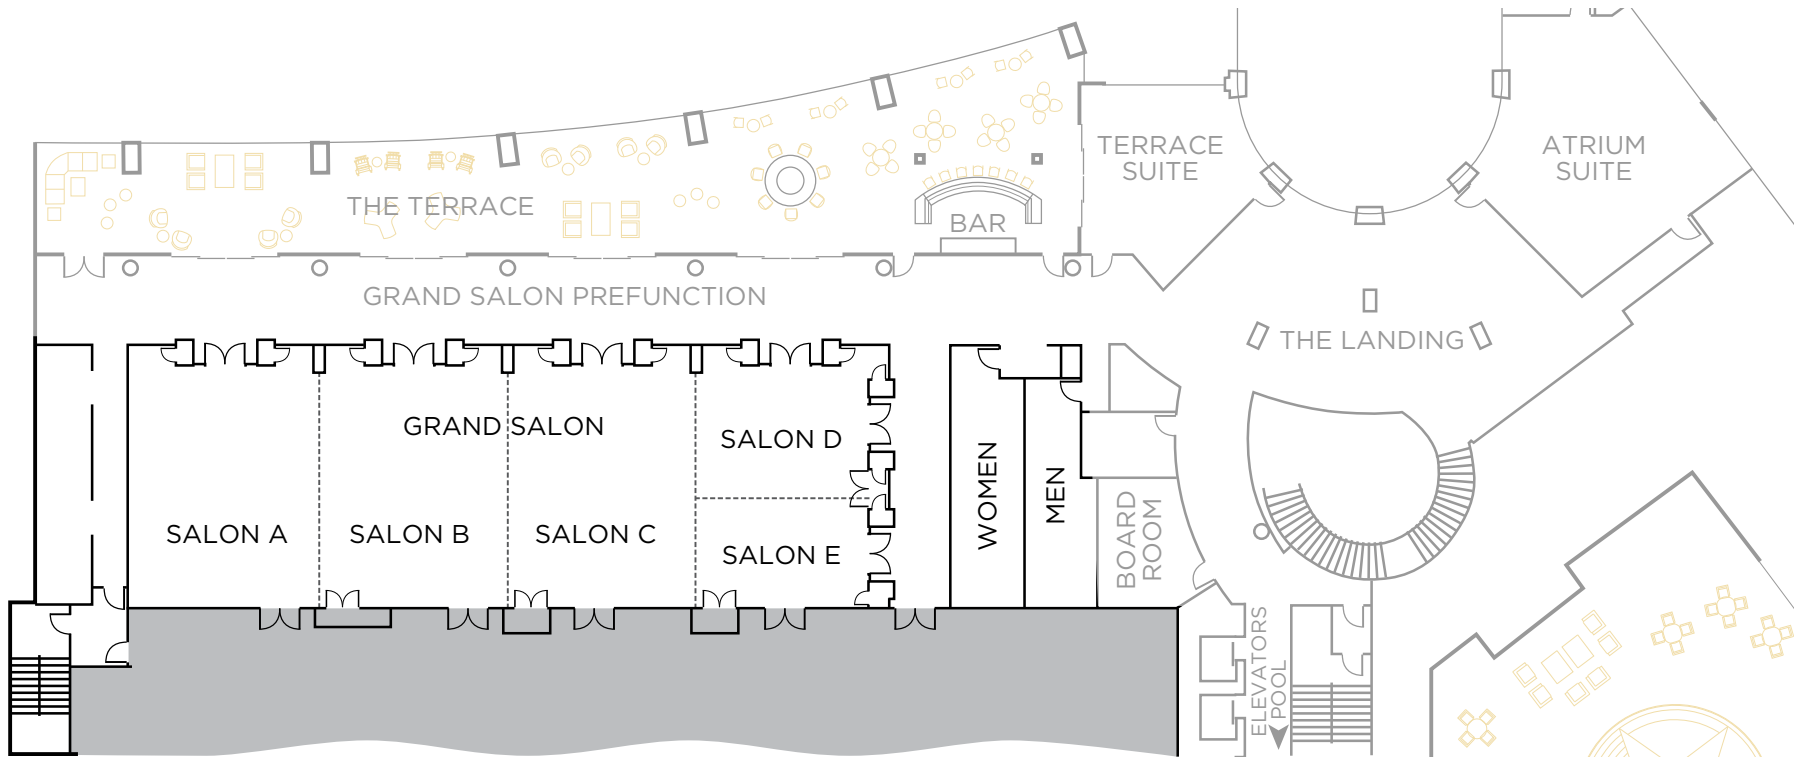 TERRACE
SUITE
ATRIUM
SUITE
THE TERRACE
BAR
GRAND SALON PREFUNCTION
THE LANDING
GRAND SALON
SALON D
SALON A
SALON B
SALON C
SALON E
WOMEN
MEN
BOARD
ROOM
ELEVATORS
POOL